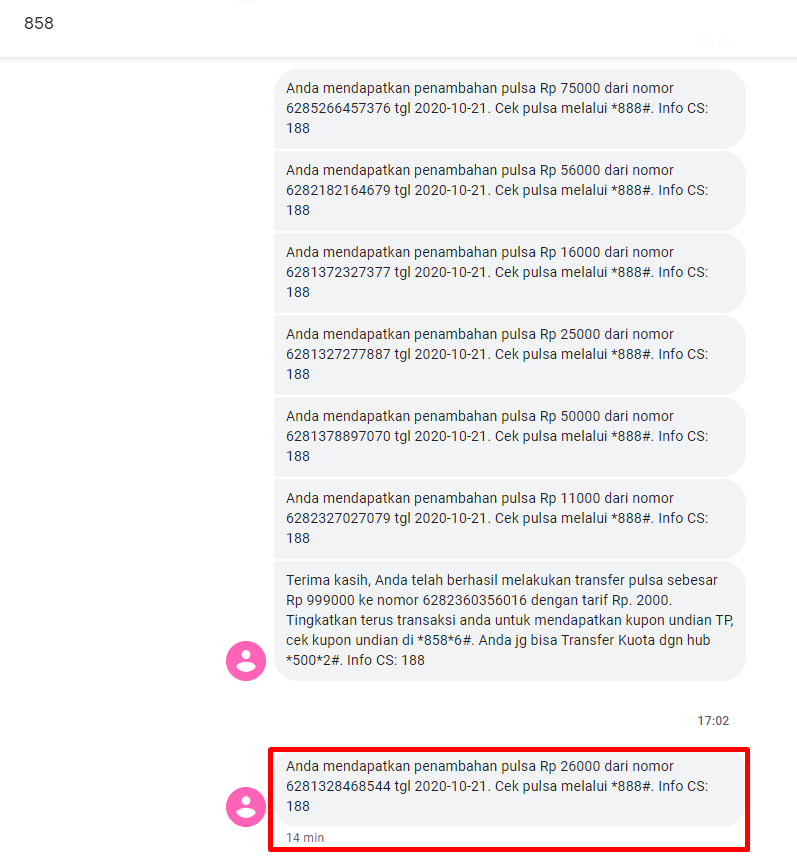 858
13:40
Anda mendapatkan penambahan pulsa Rp 75000 dari nomor
6285266457376 tgl 2020-10-21. Cek pulsa melalui *888#. Info CS:
188
Anda mendapatkan penambahan pulsa Rp 56000 dari nomor
6282182164679 tgl 2020-10-21. Cek pulsa melalui *888#. Info CS:
188
Anda mendapatkan penambahan pulsa Rp 16000 dari nomor
6281372327377 tgl 2020-10-21. Cek pulsa melalui *888#. Info CS:
188
Anda mendapatkan penambahan pulsa Rp 25000 dari nomor
6281327277887 tgl 2020-10-21. Cek pulsa melalui *888#. Info CS:
188
Anda mendapatkan penambahan pulsa Rp 50000 dari nomor
6281378897070 tgl 2020-10-21. Cek pulsa melalui *888#. Info CS:
188
Anda mendapatkan penambahan pulsa Rp 11000 dari nomor
6282327027079 tgl 2020-10-21. Cek pulsa melalui *888#. Info CS:
188
Terima kasih, Anda telah berhasil melakukan transfer pulsa sebesar
Rp 999000 ke nomor 6282360356016 dengan tarif Rp. 2000.
Tingkatkan terus transaksi anda untuk mendapatkan kupon undian TP,
cek kupon undian di *858*6#. Anda jg bisa Transfer Kuota dgn hub
*500*2#. Info CS: 188
17:02
Anda mendapatkan penambahan pulsa Rp 26000 dari nomor
6281328468544 tgl 2020-10-21. Cek pulsa melalui *888#. Info CS:
188
14 min